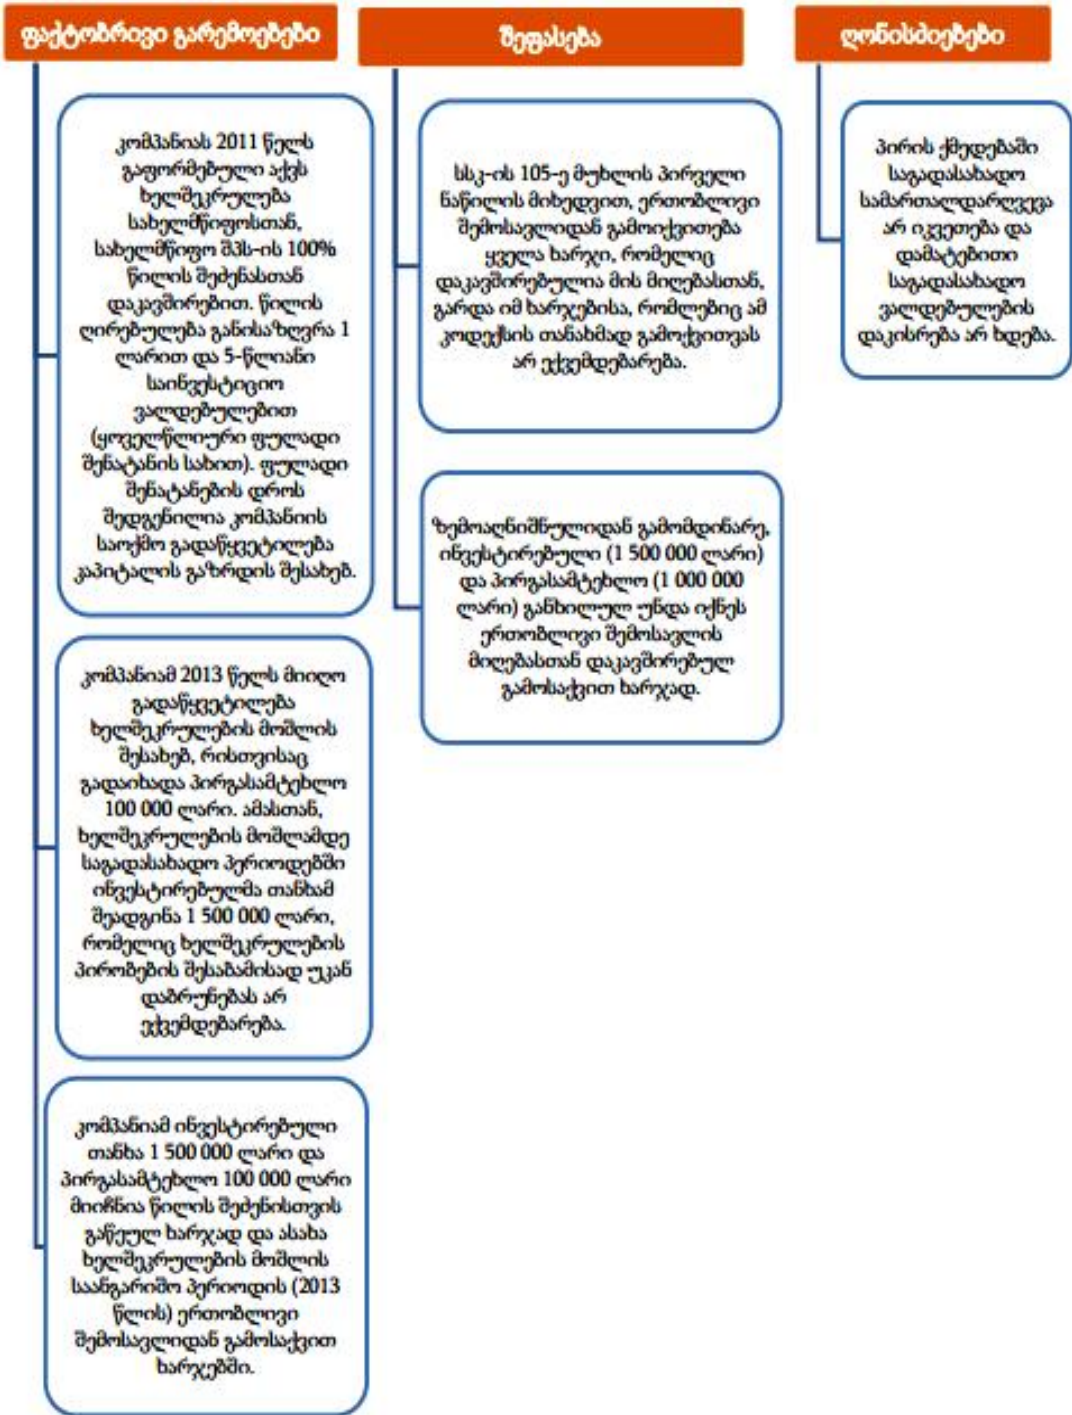 ფაქტობრივი გარემოებები
კომპანიას 2011 წელს
გაფორმებული აქვს
ხელშეკრულება
სახელმწიფოსთან,
სახელმწიფო შპს-ის 100%
წილის შეძენასთან
დაკავშირებით. წილის
ღირებულება განისაზღვრა 1
ლარით და 5-წლიანი
საინვესტიციო
ვალდებულებით
(ყოველწლიური ფულადი
შენატანის სახით). ფულადი
შენატანების დროს
შედგენილია კომპანიის
საოქმო გადაწყვეტილება
კაპიტალის გაზრდის შესახებ.
კომპანიამ 2013 წელს მიიღო
გადაწყვეტილება
ხელშეკრულების მოშლის
შესახებ, რისთვისაც
გადაიხადა პირგასამტეხლო
100 000 ლარი. ამასთან,
ხელშეკრულების მოშლამდე
საგადასახადო პერიოდებში
ინვესტირებულმა თანხამ
შეადგინა 1 500 000 ლარი,
რომელიც ხელშეკრულების
პირობების შესაბამისად უკან
დაბრუნებას არ
ექვემდებარება.
კომპანიამ ინვესტირებული
თანხა 1 500 000 ლარი და
პირგასამტეხლო 100 000 ლარი
მიიჩნია წილის შეძენისთვის
გაწეულ ხარჯად და ასახა
ხელშეკრულების მოშლის
საანგარიშო პერიოდის (2013
წლის) ერთობლივი
შემოსავლიდან გამოსაქვით
ხარჯებში.
შეფასება
სსკ-ის 105-ე მუხლის პირველი
ნაწილის მიხედვით, ერთობლივი
შემოსავლიდან გამოიქვითება
ყველა ხარჯი, რომელიც
დაკავშირებულია მის მიღებასთან,
გარდა იმ ხარჯებისა, რომლებიც ამ
კოდექსის თანახმად გამოქვითვას
არ ექვემდებარება.
ზემოაღნიშნულიდან გამომდინარე,
ინვესტირებული (1 500 000 ლარი)
და პირგასამტეხლო (1 000 000
ლარი) განხილულ უნდა იქნეს
ერთობლივი შემოსავლის
მიღებასთან დაკავშირებულ
გამოსაქვით ხარჯად.
ღონისძიებები
პირის ქმედებაში
საგადასახადო
სამართალდარღვევა
არ იკვეთება და
დამატებითი
საგადასახადო
ვალდებულების
დაკისრება არ ხდება.